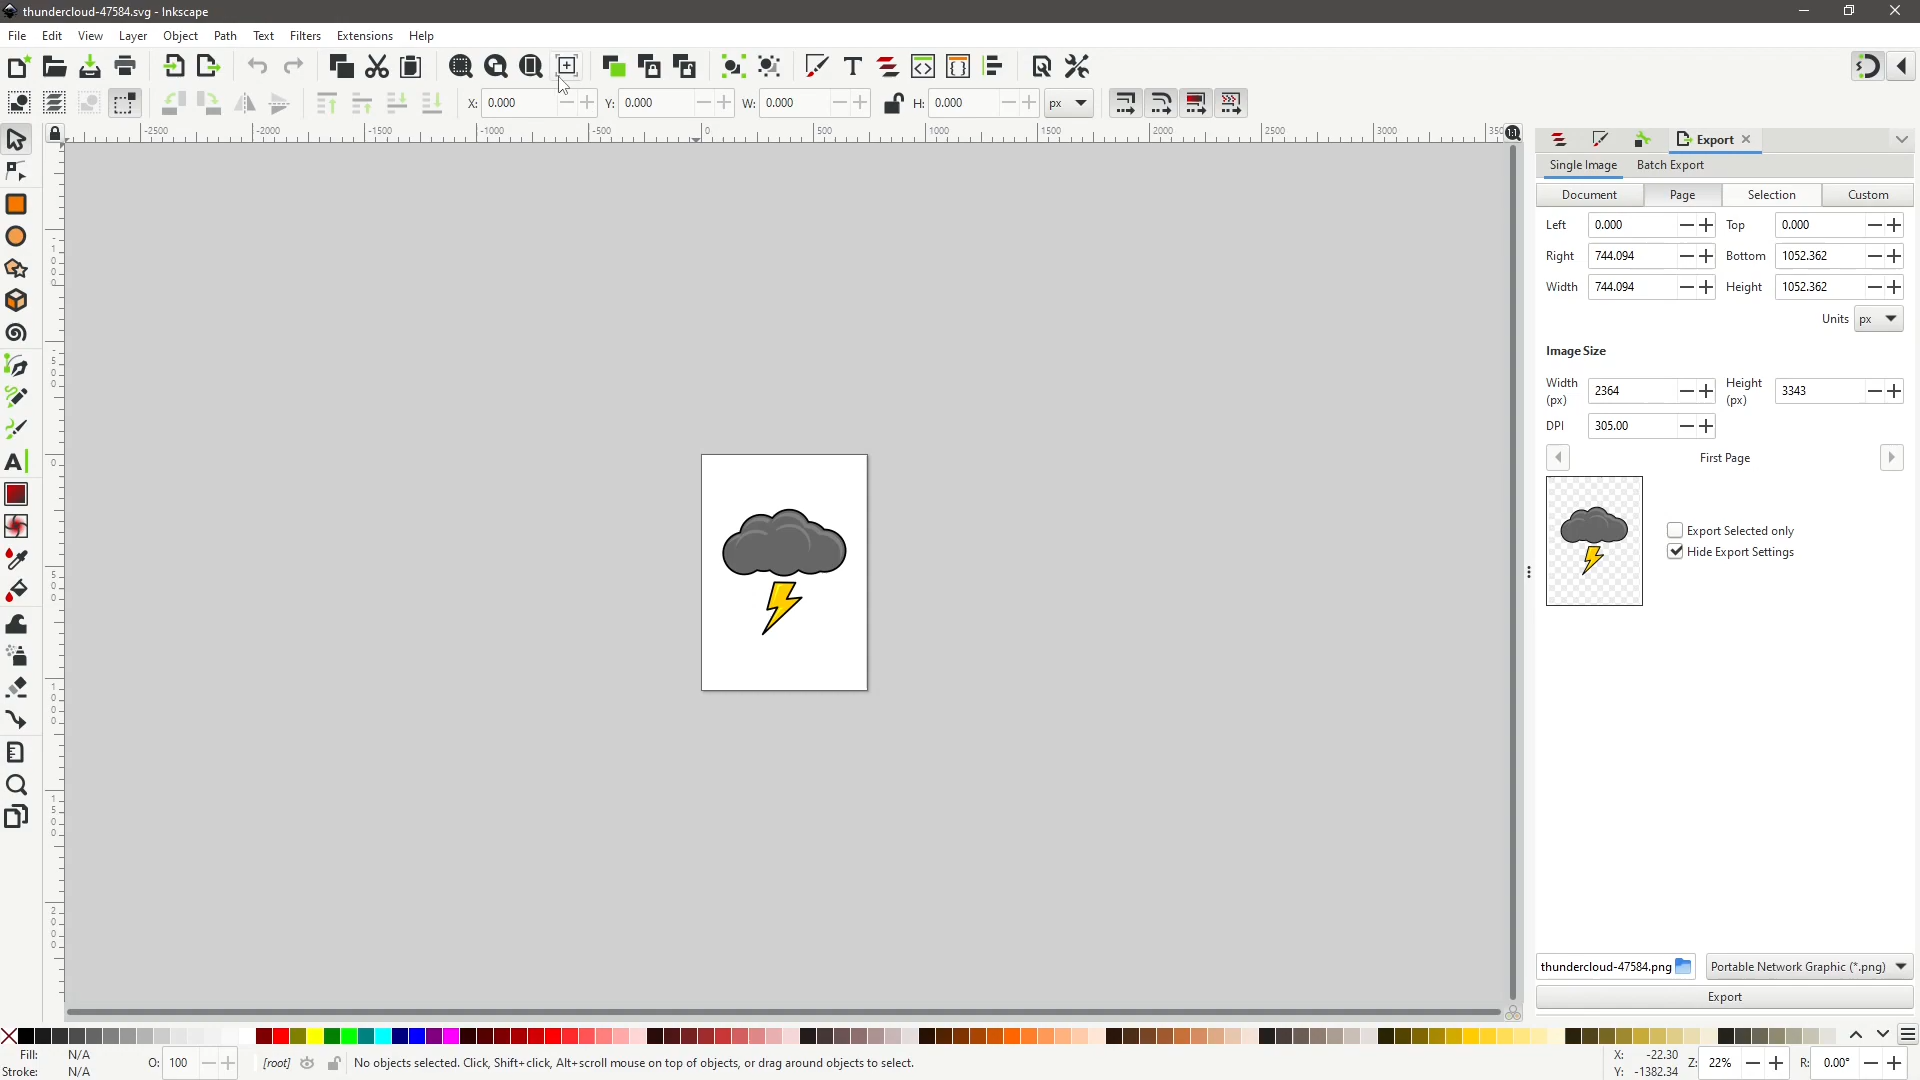 thundercloud-47584.svg - Inkscape
File Edit View Layer Object Path Text Filters Extensions Help
X: 0.000 Y: 0.000 W: 0.000 H: 0.000 px
-2500 -2000 -1500 -1000 -500 0 500 1000 1500 2000 2500 3000 350
1:1
Export
Single Image Batch Export
Document Page Selection Custom
Left 0.000 Top 0.000
Right 744.094 Bottom 1052.362
Width 744.094 Height 1052.362
Units px
Image Size
Width (px) 2364 Height (px) 3343
DPI 305.00
First Page
Export Selected only
Hide Export Settings
thundercloud-47584.png Portable Network Graphic (*.png)
Export
Fill: N/A
Stroke: N/A
O: 100
[root] No objects selected. Click, Shift+click, Alt+scroll mouse on top of objects, or drag around objects to select.
X: -22.30
Y: -1382.34
Z: 22% R: 0.00°